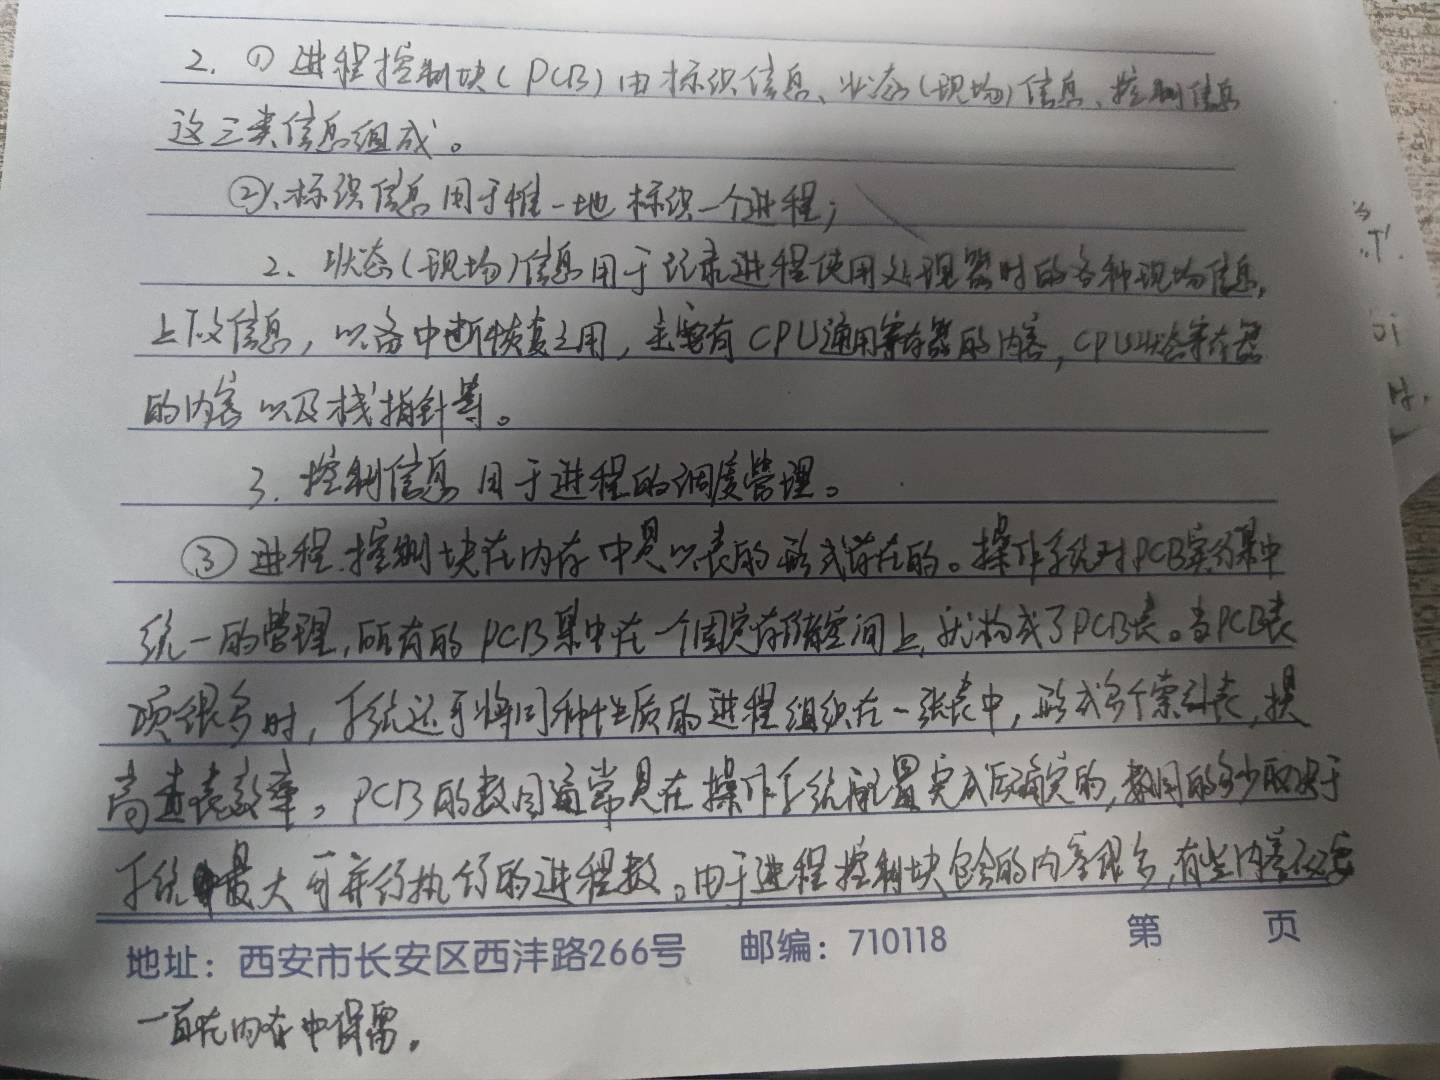 2. ① 进程控制块(PCB)由标识信息、状态(现场)信息、控制信息
这三类信息组成。
② 1、标识信息用于惟一地标识一个进程;
2、状态(现场)信息用于记录进程使用处理器时的各种现场信息,
上下文信息,以备中断恢复之用,主要有CPU通用寄存器的内容,CPU状态寄存器
的内容以及栈指针等。
3. 控制信息用于进程的调度管理。
③ 进程控制块在内存中是以表的形式存在的。操作系统对PCB实行集中
统一的管理,所有的PCB集中在一个固定存储空间上,就构成了PCB表。当PCB表
项很多时,系统还可将同种性质的进程组织在一张表中,形成多个索引表,提
高查表效率。PCB的数目通常是在操作系统配置完成后确定的,数目的多少取决于
系统中最大可并行执行的进程数。由于进程控制块包含的内容很多,有些内容不必要
地址:西安市长安区西沣路266号 邮编:710118 第 页
一直在内存中保留。